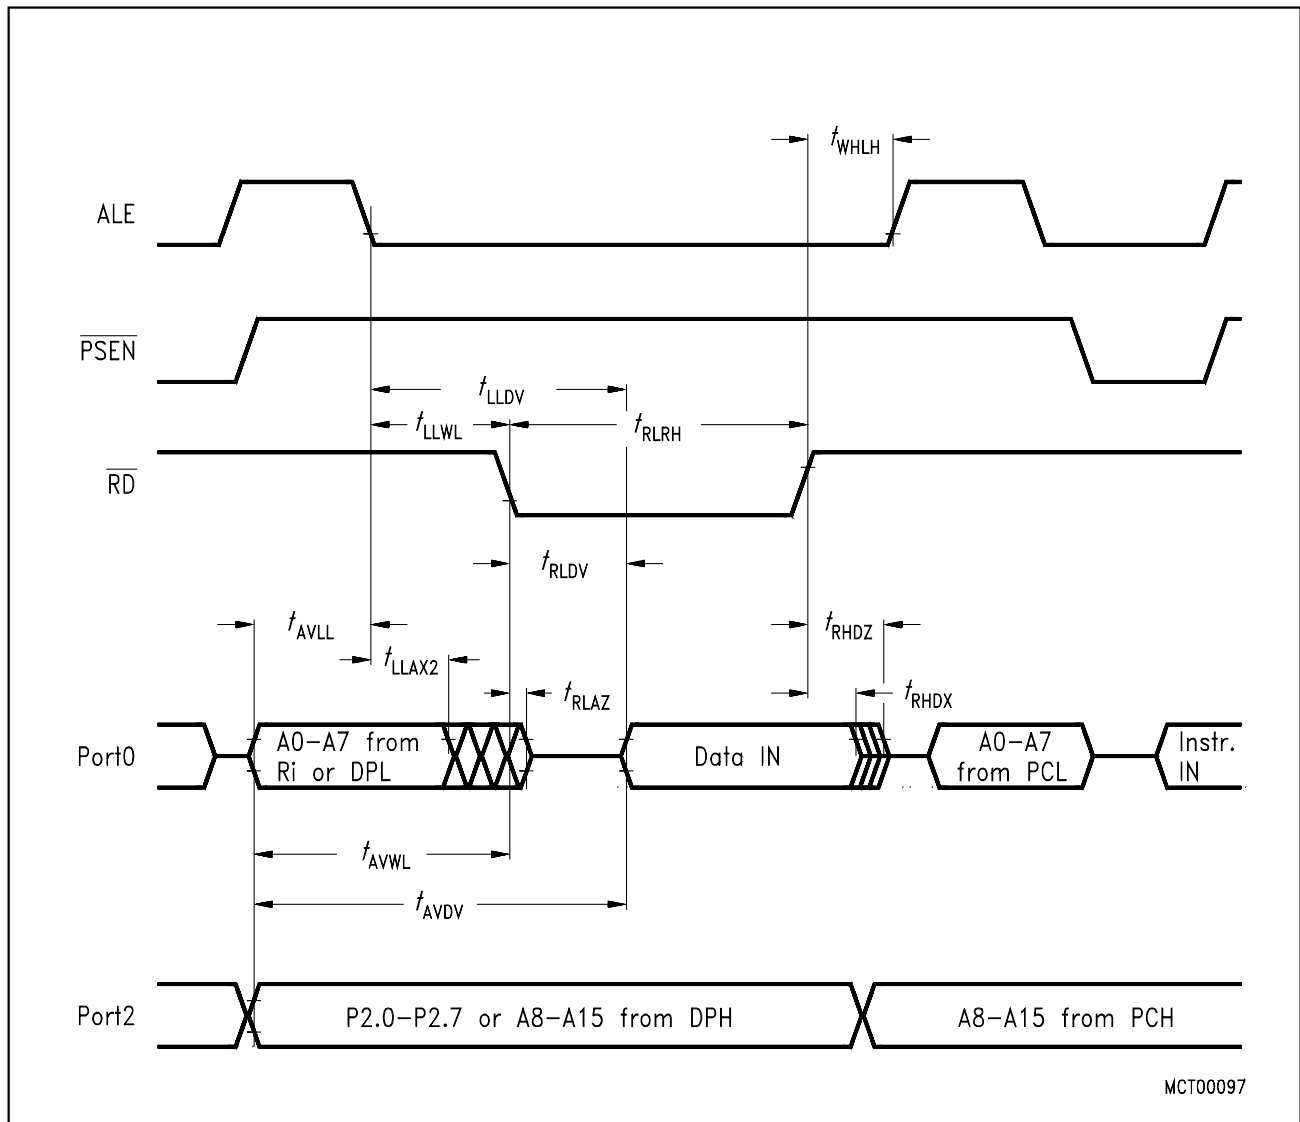 tWHLH
ALE
PSEN
tLLDV
tLLWL
tRLRH
RD
tRLDV
tAVLL
tRHDZ
tLLAX2
tRLAZ
tRHDX
Port0
A0-A7 from
Ri or DPL
Data IN
A0-A7
from PCL
Instr.
IN
tAVWL
tAVDV
Port2
P2.0-P2.7 or A8-A15 from DPH
A8-A15 from PCH
MCT00097